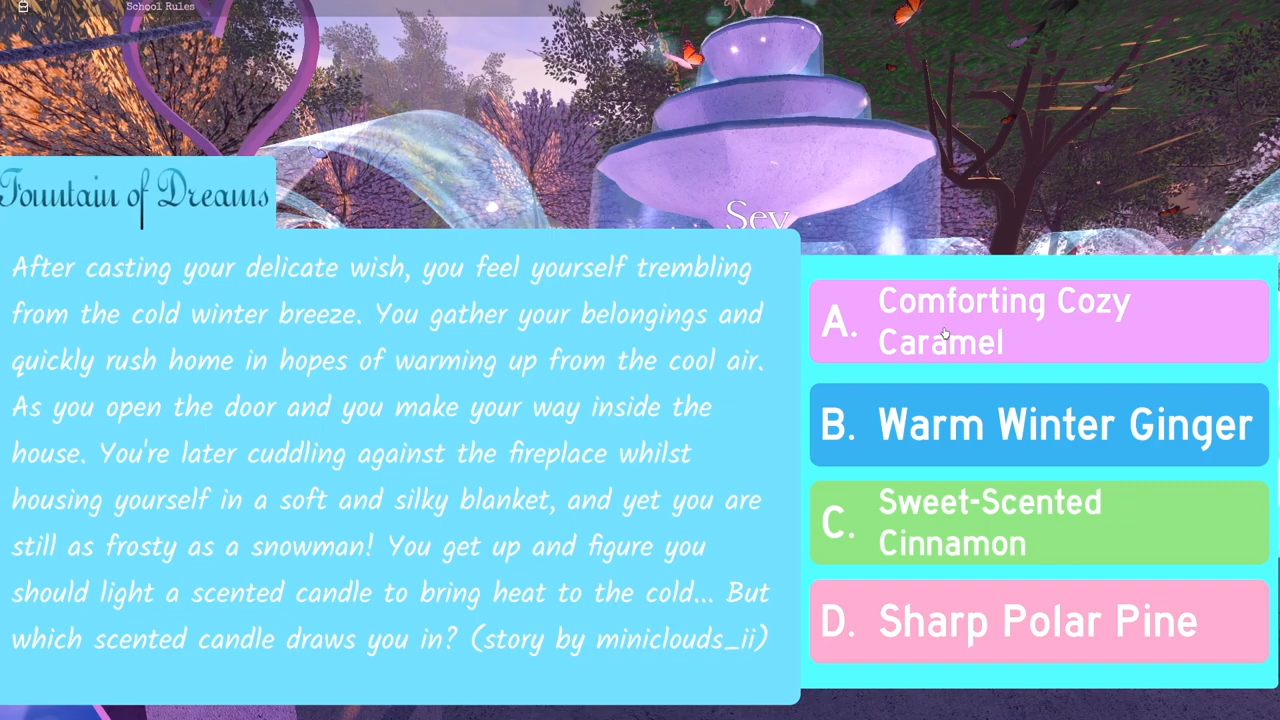 School Rules
Fountain of Dreams
Sev
After casting your delicate wish, you feel yourself trembling
from the cold winter breeze. You gather your belongings and
quickly rush home in hopes of warming up from the cool air.
As you open the door and you make your way inside the
house. You're later cuddling against the fireplace whilst
housing yourself in a soft and silky blanket, and yet you are
still as frosty as a snowman! You get up and figure you
should light a scented candle to bring heat to the cold... But
which scented candle draws you in? (story by miniclouds_ii)
A. Comforting Cozy
Caramel
B. Warm Winter Ginger
C. Sweet-Scented
Cinnamon
D. Sharp Polar Pine